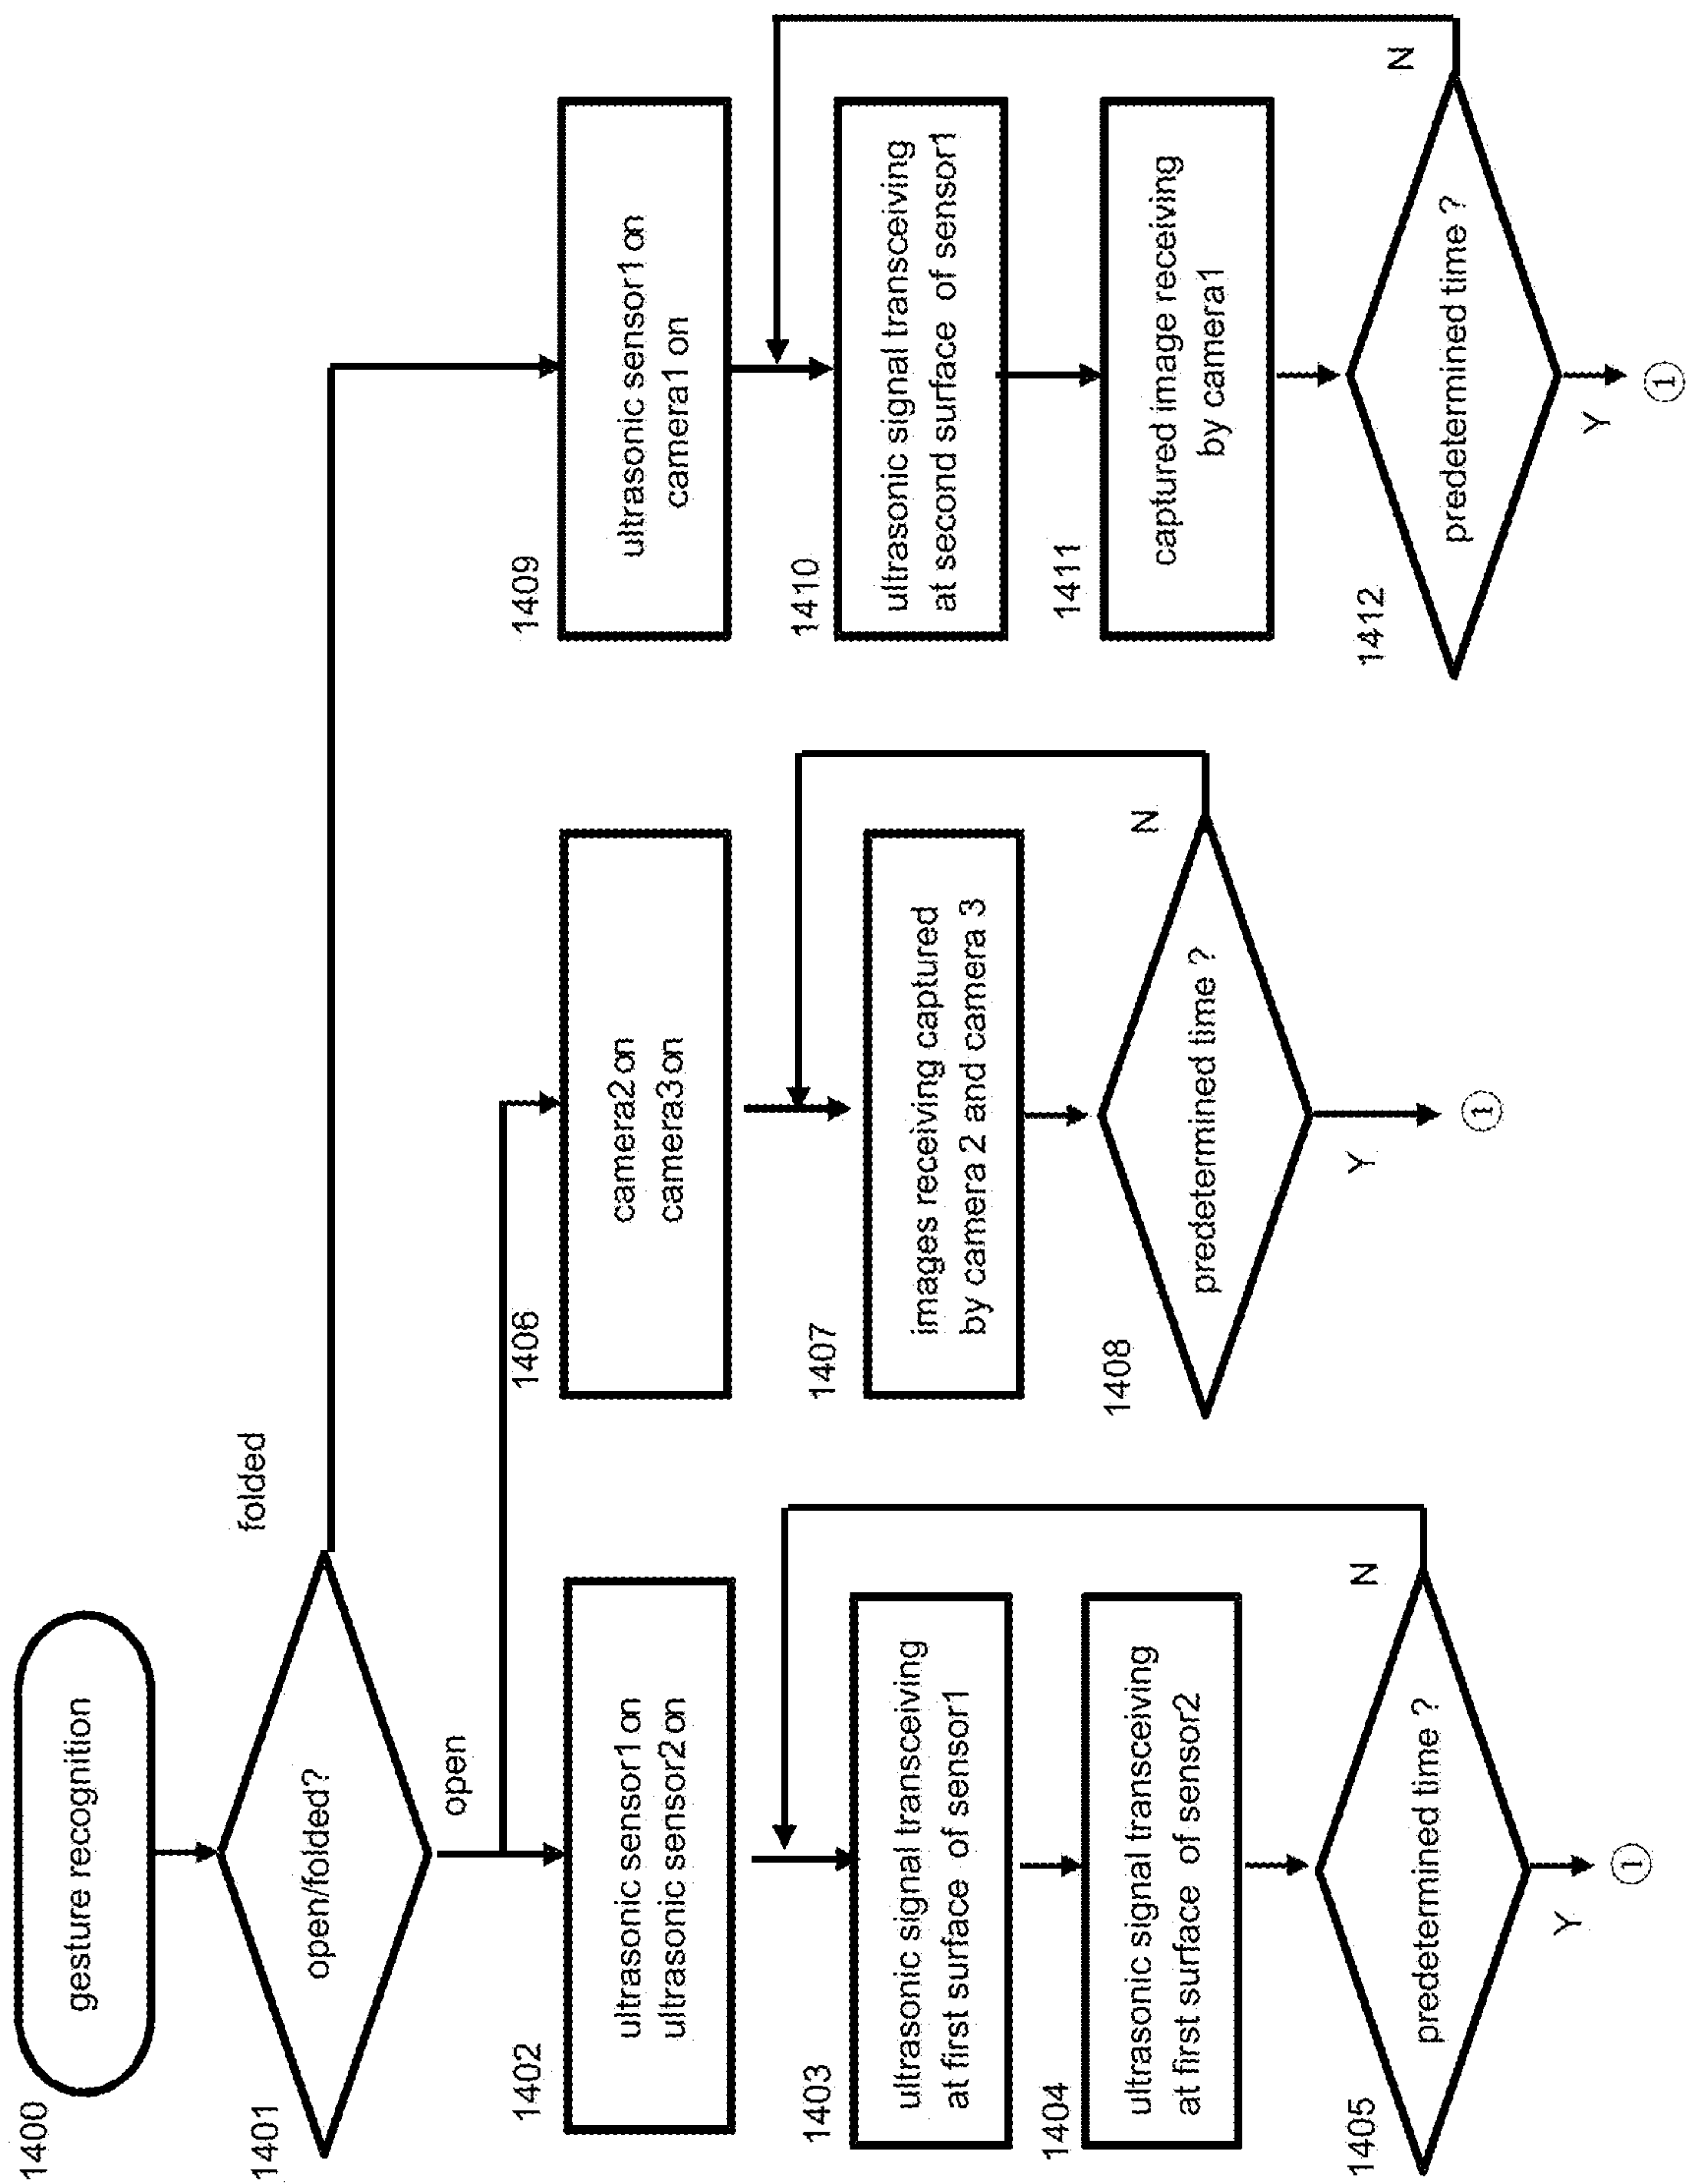 1400
gesture recognition
1401
open/folded?
folded
open
1402
ultrasonic sensor1 on
ultrasonic sensor2 on
1403
ultrasonic signal transceiving
at first surface of sensor1
1404
ultrasonic signal transceiving
at first surface of sensor2
1405
predetermined time ?
N
Y
①
1406
camera2 on
camera3 on
1407
images receiving captured
by camera 2 and camera 3
1408
predetermined time ?
N
Y
①
1409
ultrasonic sensor1 on
camera1 on
1410
ultrasonic signal transceiving
at second surface of sensor1
1411
captured image receiving
by camera1
1412
predetermined time ?
N
Y
①